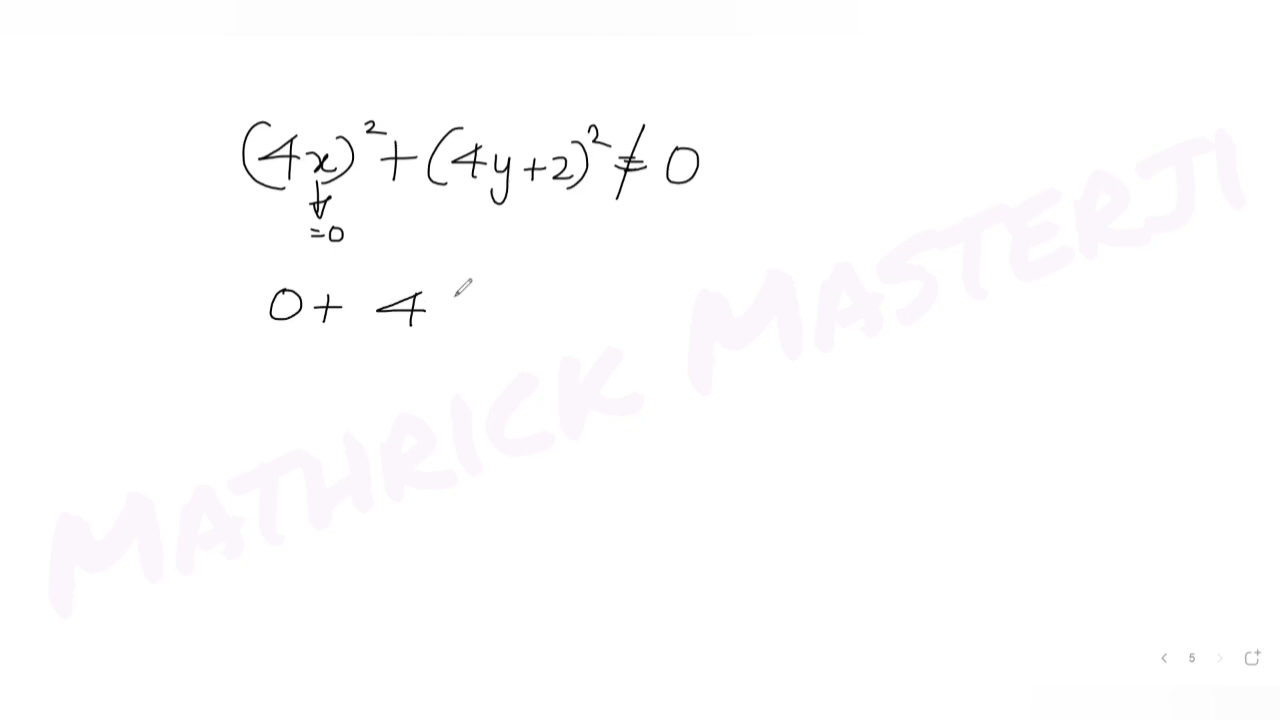 (4x)² + (4y+2)² ≠ 0
=0
0 + 4
MATHRICK MASTERJI
5